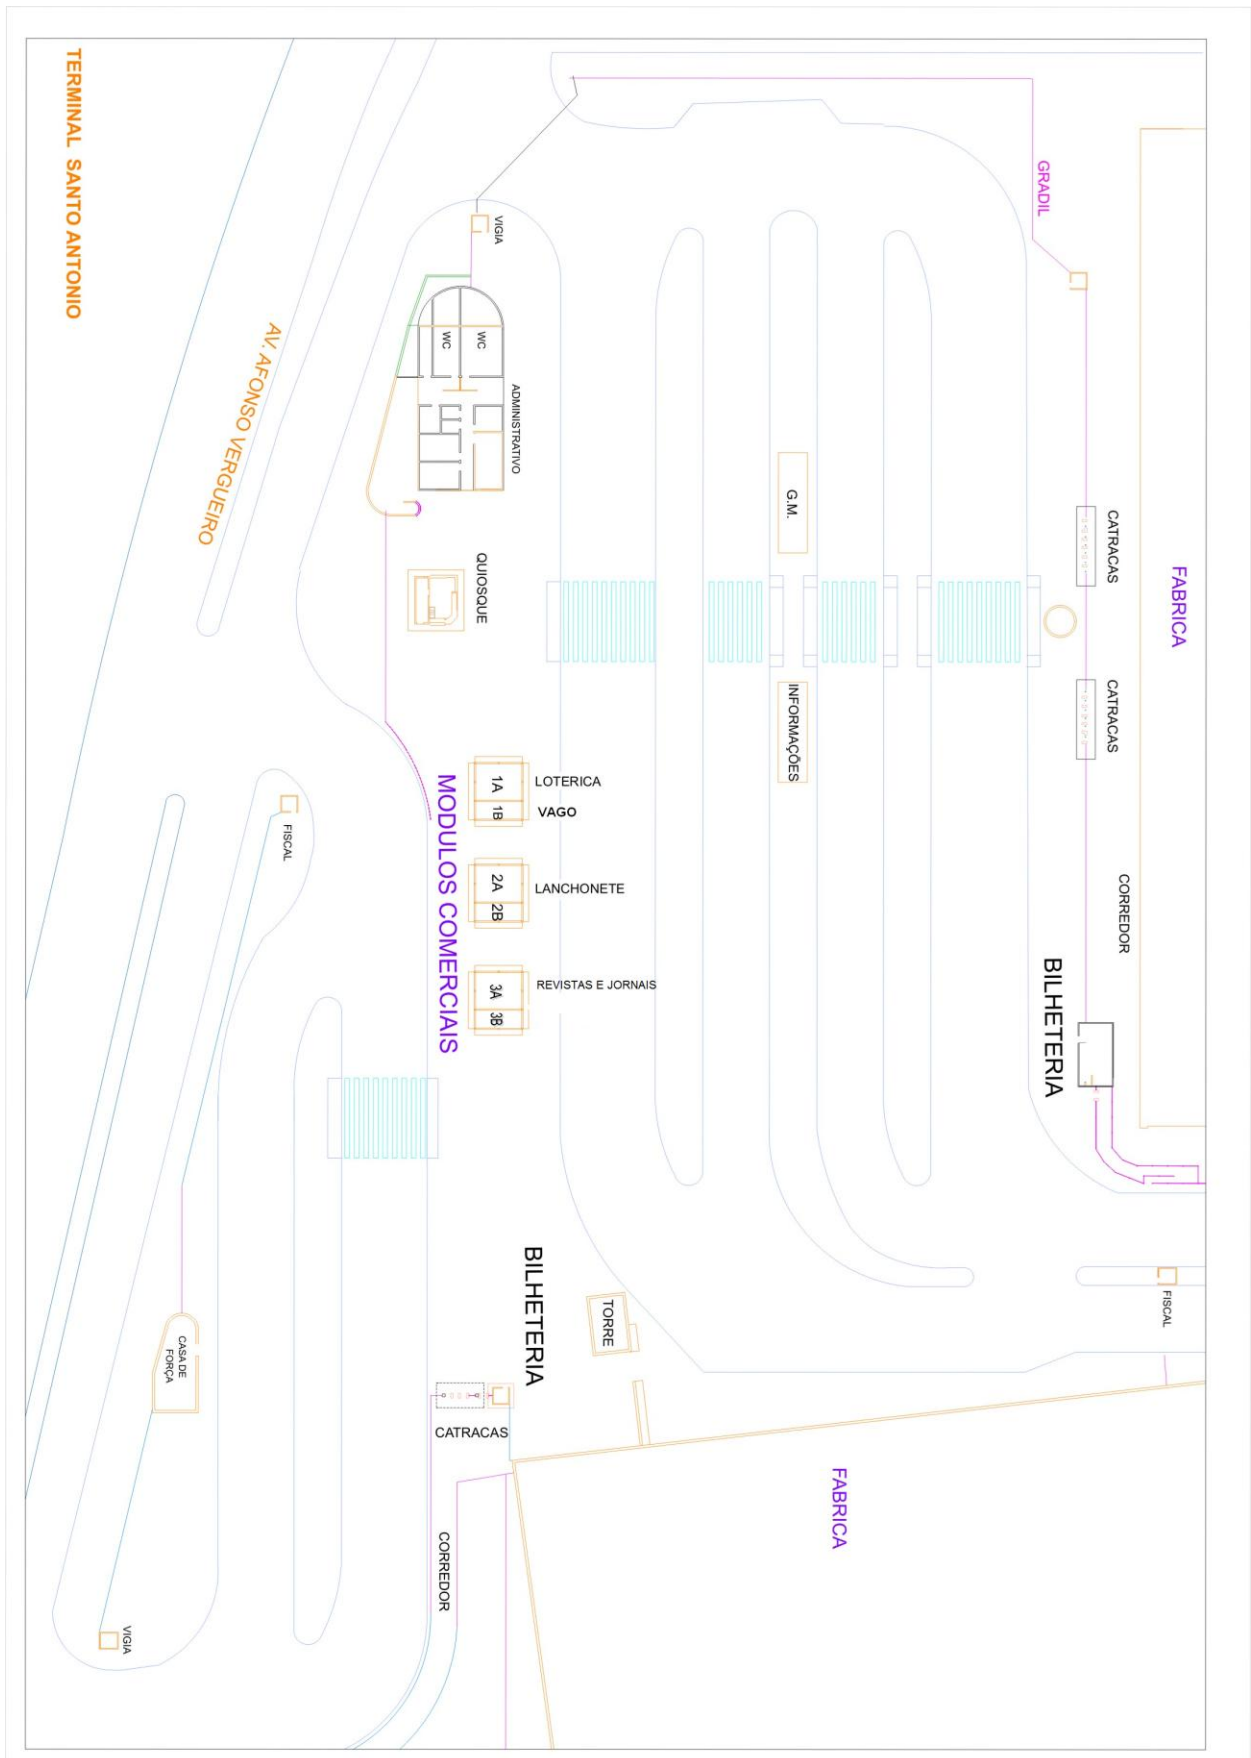 TERMINAL SANTO ANTONIO
AV. AFONSO VERGUEIRO
GRADIL
VIGIA
WC
WC
ADMINISTRATIVO
G.M.
CATRACAS
FABRICA
QUIOSQUE
INFORMAÇÕES
CATRACAS
MODULOS COMERCIAIS
1A
LOTERICA
1B
VAGO
2A
LANCHONETE
2B
3A
REVISTAS E JORNAIS
3B
FISCAL
CORREDOR
BILHETERIA
BILHETERIA
TORRE
FISCAL
CASA DE
FORÇA
CATRACAS
FABRICA
CORREDOR
VIGIA